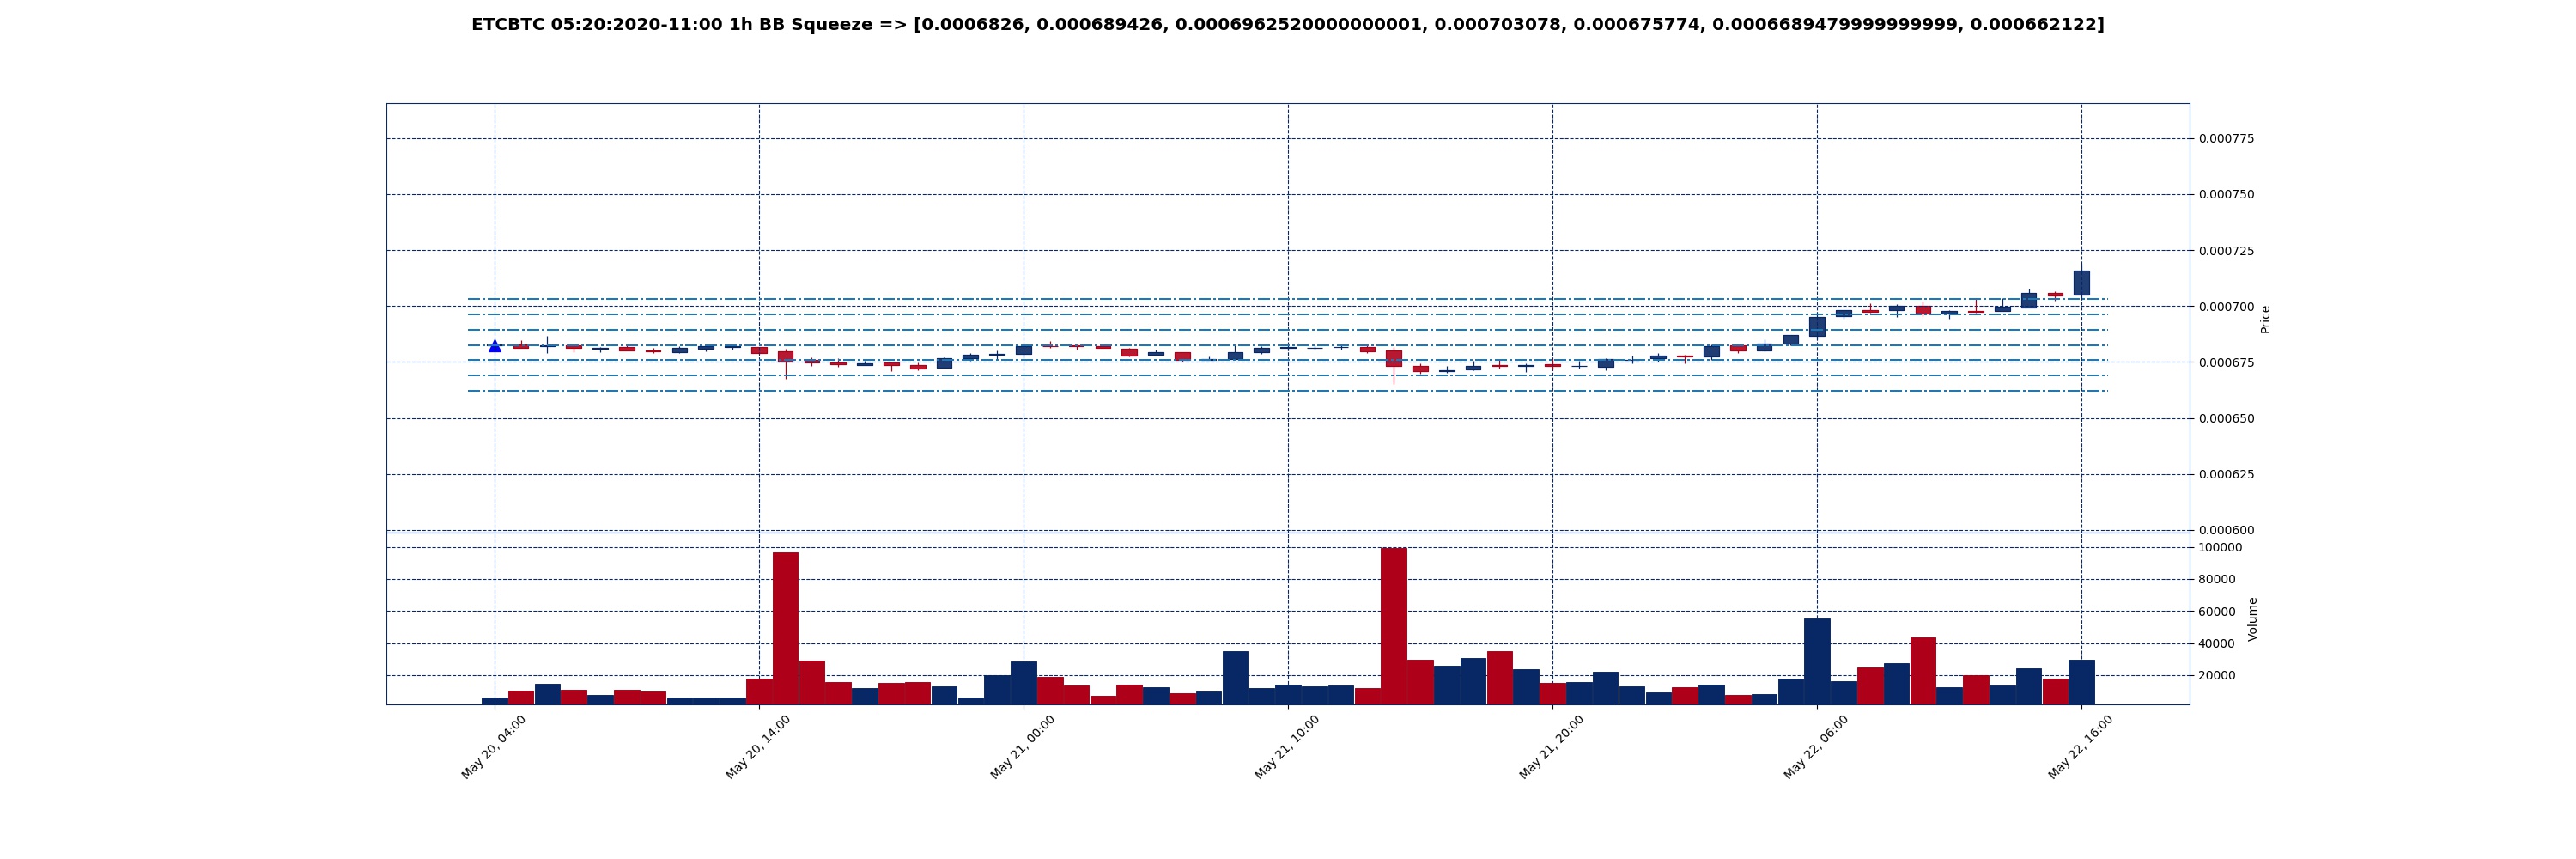 ETCBTC 05:20:2020-11:00 1h BB Squeeze => [0.0006826, 0.000689426, 0.0006962520000000001, 0.000703078, 0.000675774, 0.0006689479999999999, 0.000662122]
0.000775
0.000750
0.000725
0.000700
0.000675
0.000650
0.000625
0.000600
Price
100000
80000
60000
40000
20000
Volume
May 20, 04:00
May 20, 14:00
May 21, 00:00
May 21, 10:00
May 21, 20:00
May 22, 06:00
May 22, 16:00